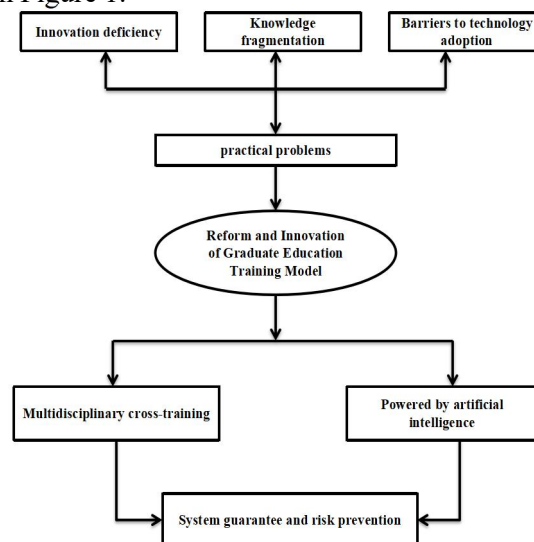 n Figure 1.
Innovation deficiency
Knowledge
fragmentation
Barriers to technology
adoption
practical problems
Reform and Innovation
of Graduate Education
Training Model
Multidisciplinary cross-training
Powered by artificial
intelligence
System guarantee and risk prevention